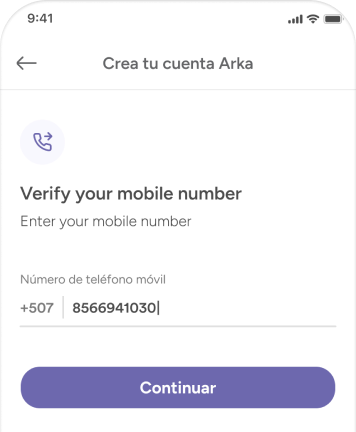 9:41
Crea tu cuenta Arka
Verify your mobile number
Enter your mobile number
Número de teléfono móvil
+507 8566941030
Continuar